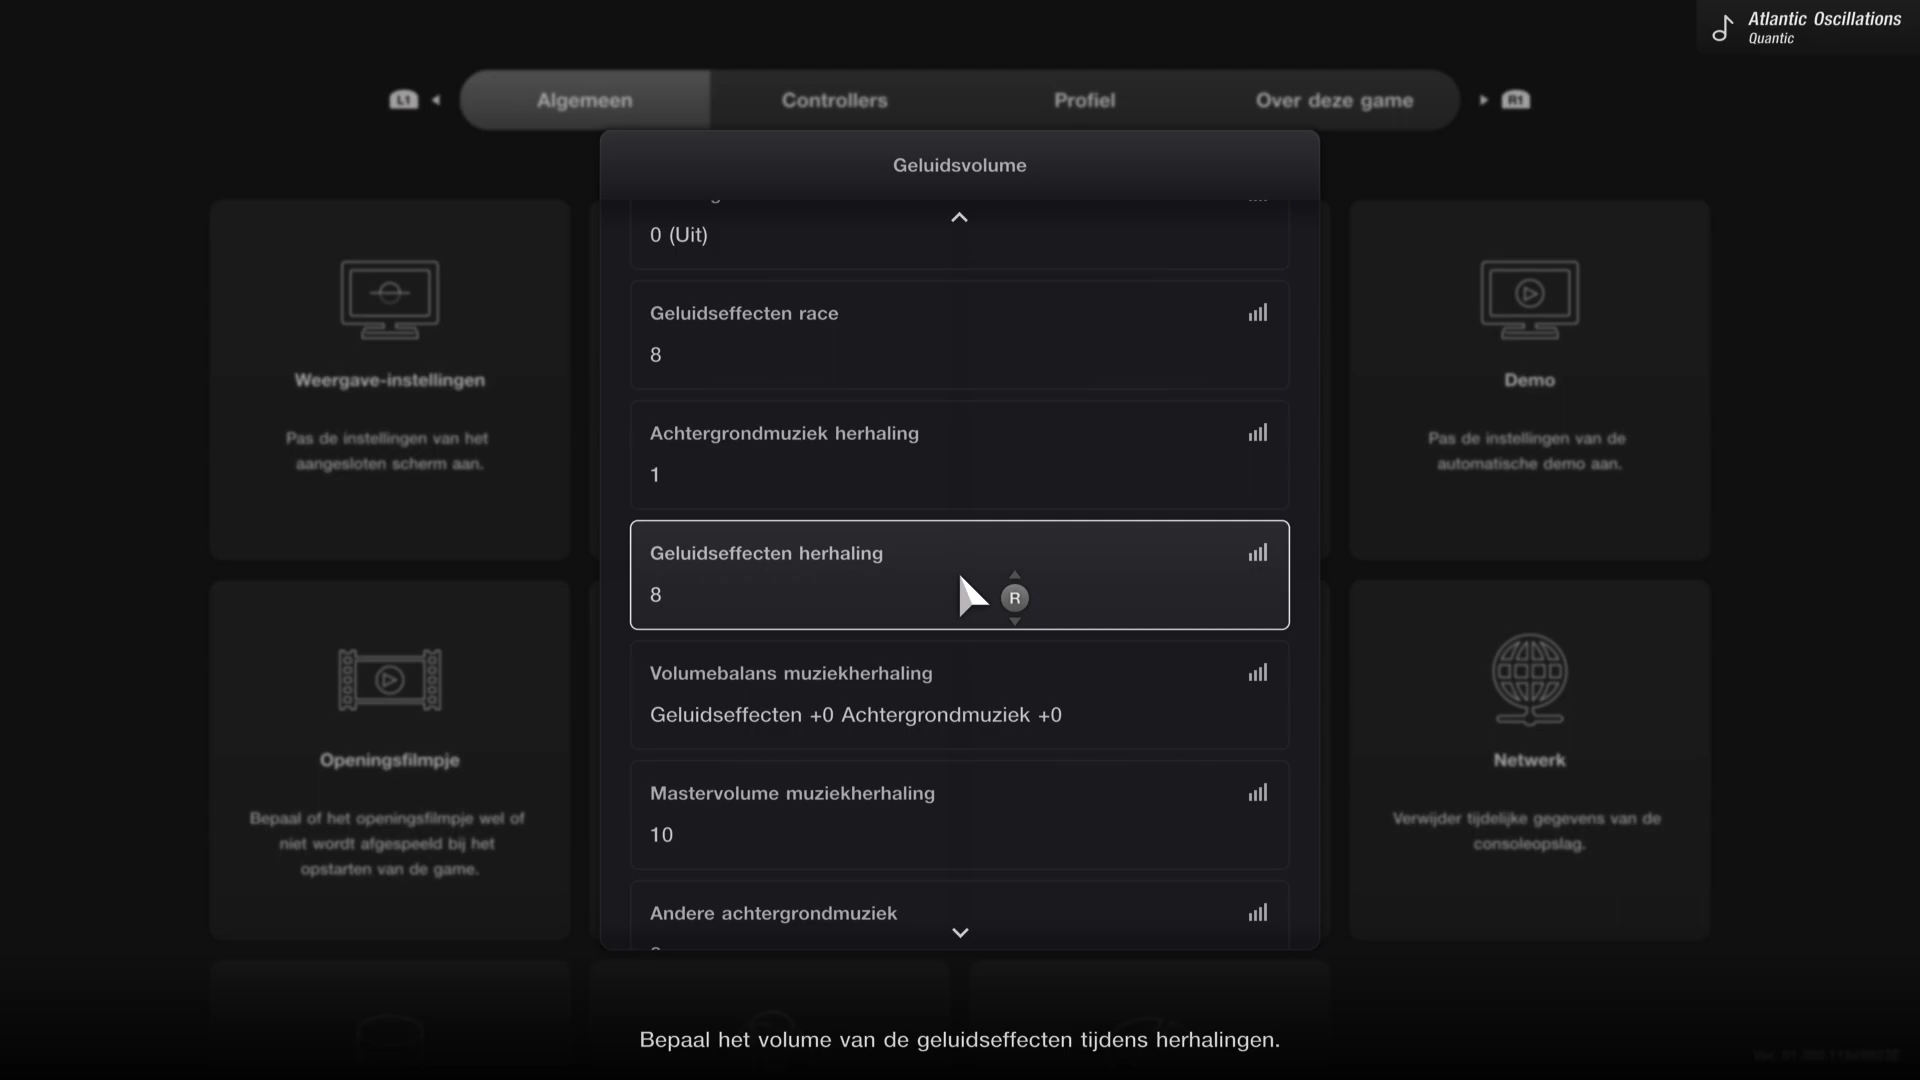 Atlantic Oscillations
Quantic
L1
Algemeen
Controllers
Profiel
Over deze game
R1
Geluidsvolume
0 (Uit)
Geluidseffecten race
8
Achtergrondmuziek herhaling
1
Geluidseffecten herhaling
8
R
Volumebalans muziekherhaling
Geluidseffecten +0 Achtergrondmuziek +0
Mastervolume muziekherhaling
10
Andere achtergrondmuziek
Weergave-instellingen
Pas de instellingen van het
aangesloten scherm aan.
Demo
Pas de instellingen van de
automatische demo aan.
Openingsfilmpje
Bepaal of het openingsfilmpje wel of
niet wordt afgespeeld bij het
opstarten van de game.
Netwerk
Verwijder tijdelijke gegevens van de
consoleopslag.
Bepaal het volume van de geluidseffecten tijdens herhalingen.